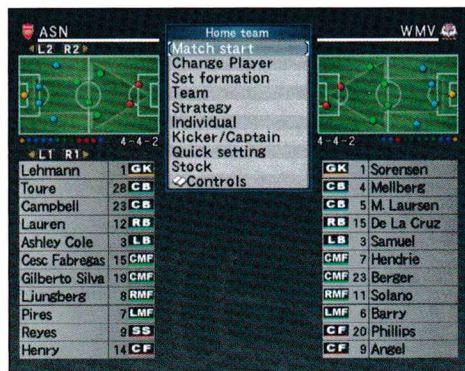 ASN
L2 R2
4-4-2
L1 R1
Lehmann 1 GK
Toure 28 CB
Campbell 23 CB
Lauren 12 RB
Ashley Cole 3 LB
Cesc Fabregas 15 CMF
Gilberto Silva 19 CMF
Ljungberg 8 RMF
Pires 7 LMF
Reyes 9 SS
Henry 14 CF
Home team
Match start
Change Player
Set formation
Team
Strategy
Individual
Kicker/Captain
Quick setting
Stock
Controls
WMV
4-4-2
GK 1 Sorensen
CB 4 Mellberg
CB 5 M. Laursen
RB 15 De La Cruz
LB 3 Samuel
CMF 7 Hendrie
CMF 23 Berger
RMF 11 Solano
LMF 6 Barry
CF 20 Phillips
CF 9 Angel